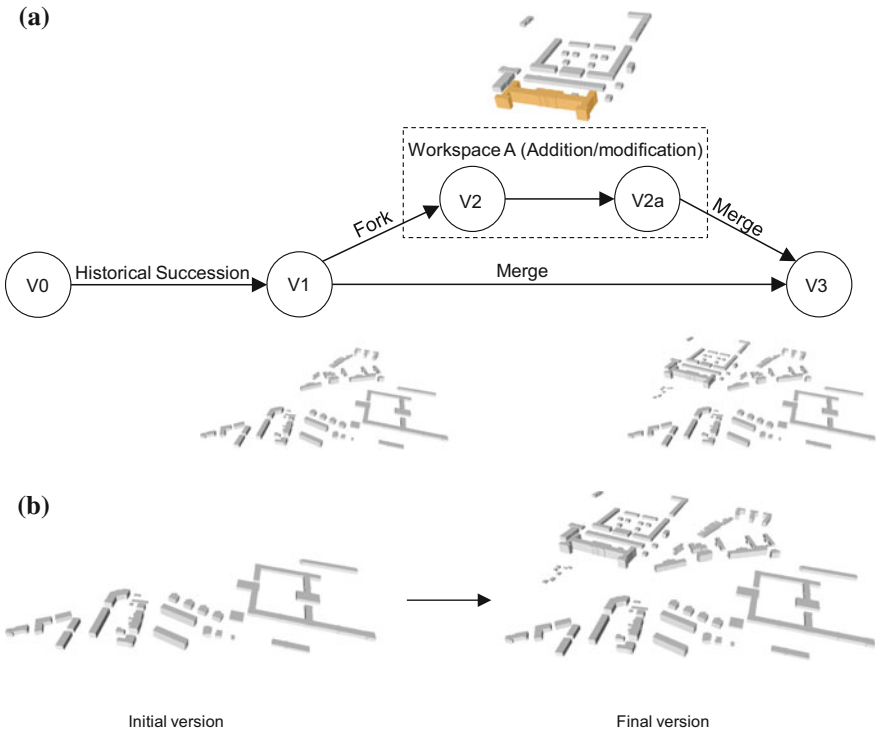 (a)
Workspace A (Addition/modification)
V2
V2a
Fork
Merge
Historical Succession
Merge
V0
V1
V3
(b)
Initial version
Final version